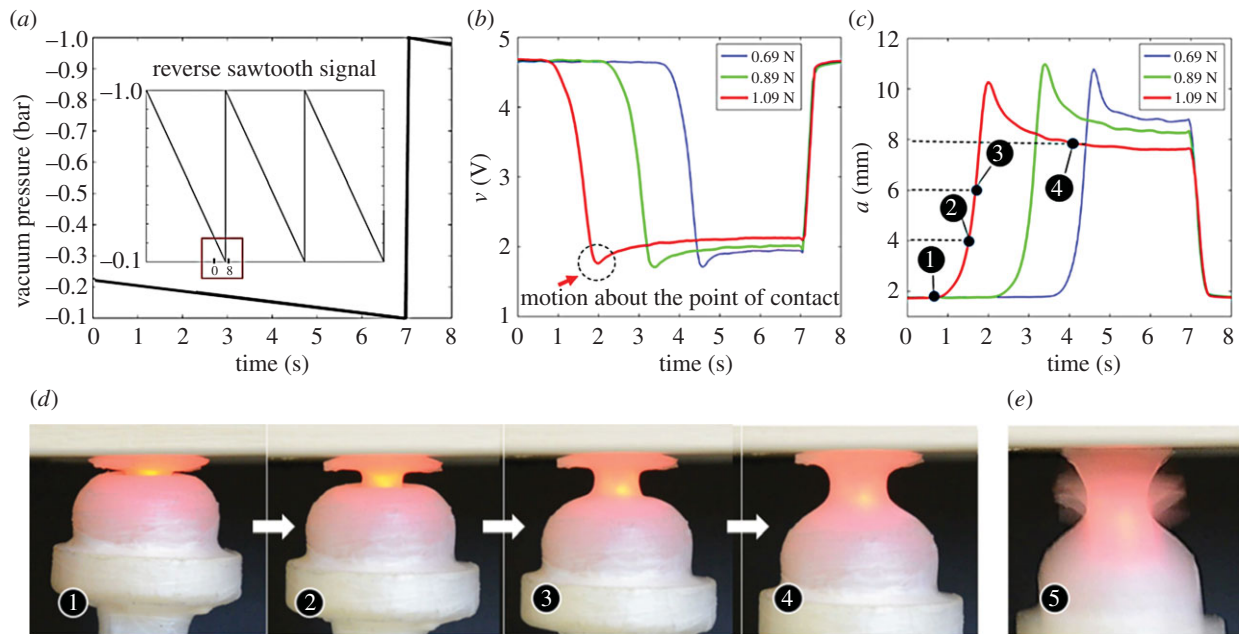 (a)
–1.0
–0.9
–0.8
–0.7
–0.6
–0.5
–0.4
–0.3
–0.2
–0.1
vacuum pressure (bar)
reverse sawtooth signal
–1.0
–0.1
0 8
0 1 2 3 4 5 6 7 8
time (s)
(b)
5
4
3
2
1
v (V)
0.69 N
0.89 N
1.09 N
motion about the point of contact
0 1 2 3 4 5 6 7 8
time (s)
(c)
12
10
8
6
4
2
a (mm)
0.69 N
0.89 N
1.09 N
3
2
4
1
0 1 2 3 4 5 6 7 8
time (s)
(d)
1
2
3
4
(e)
5